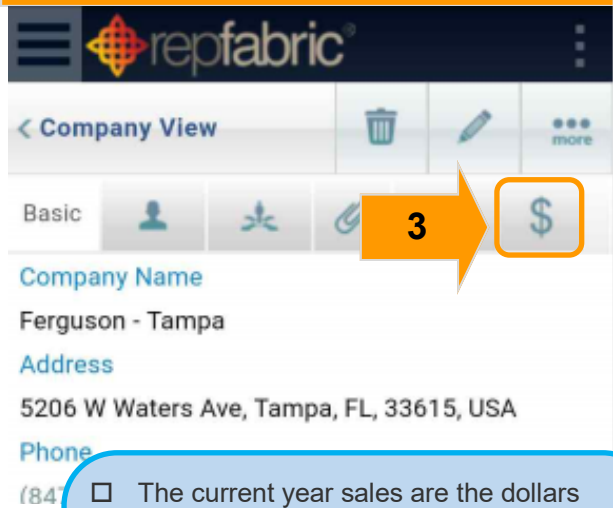 repfabric®
< Company View
more
Basic
3
$
Company Name
Ferguson - Tampa
Address
5206 W Waters Ave, Tampa, FL, 33615, USA
Phone
(84
☐ The current year sales are the dollars